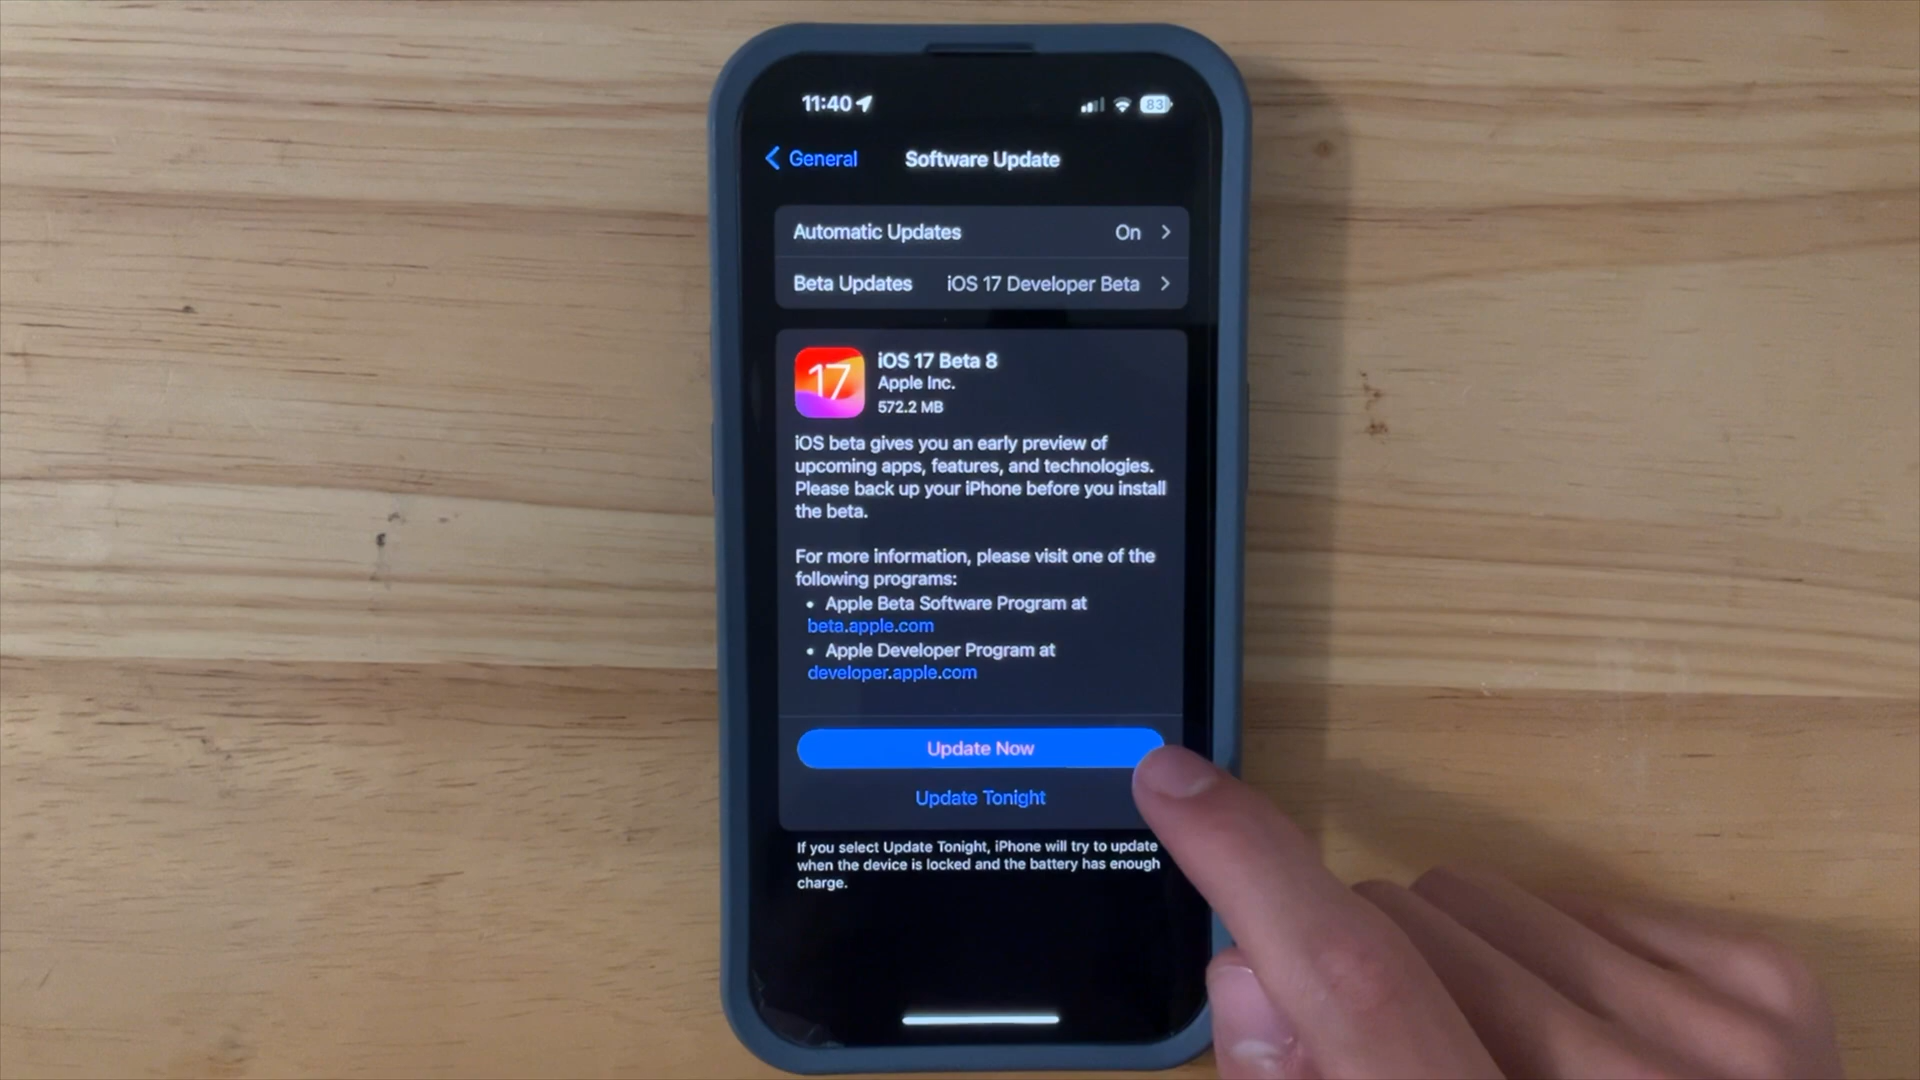 11:40
83
General
Software Update
Automatic Updates On
Beta Updates iOS 17 Developer Beta
17
iOS 17 Beta 8
Apple Inc.
572.2 MB
iOS beta gives you an early preview of
upcoming apps, features, and technologies.
Please back up your iPhone before you install
the beta.
For more information, please visit one of the
following programs:
• Apple Beta Software Program at
beta.apple.com
• Apple Developer Program at
developer.apple.com
Update Now
Update Tonight
If you select Update Tonight, iPhone will try to update
when the device is locked and the battery has enough
charge.